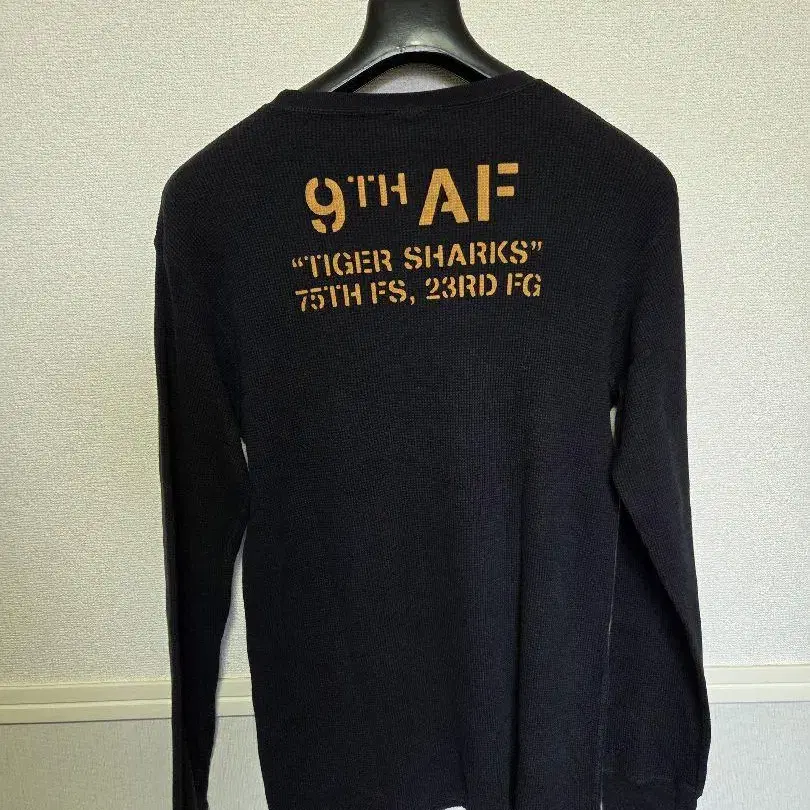 9TH AF
“TIGER SHARKS”
75TH FS, 23RD FG